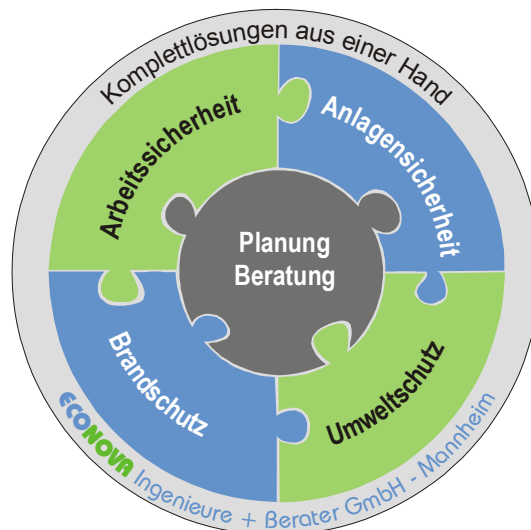 Komplettlösungen aus einer Hand
Arbeitssicherheit
Anlagensicherheit
Planung
Beratung
Brandschutz
Umweltschutz
ECONOVA Ingenieure + Berater GmbH - Mannheim